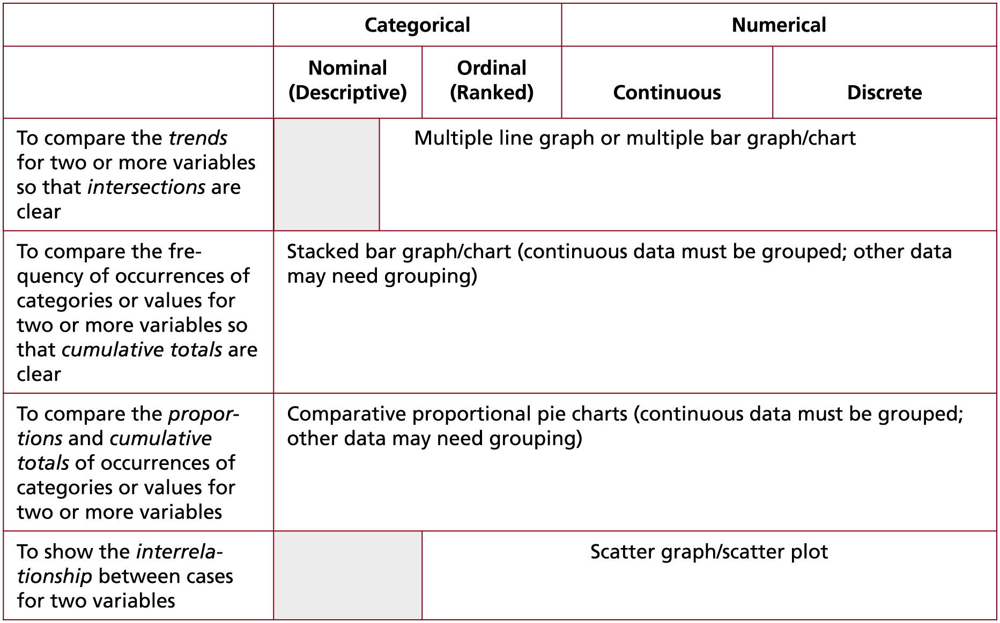 Categorical
Numerical
Nominal
(Descriptive)
Ordinal
(Ranked)
Continuous
Discrete
To compare the trends
for two or more variables
so that intersections are
clear
Multiple line graph or multiple bar graph/chart
To compare the fre-
quency of occurrences of
categories or values for
two or more variables so
that cumulative totals are
clear
Stacked bar graph/chart (continuous data must be grouped; other data
may need grouping)
To compare the propor-
tions and cumulative
totals of occurrences of
categories or values for
two or more variables
Comparative proportional pie charts (continuous data must be grouped;
other data may need grouping)
To show the interrela-
tionship between cases
for two variables
Scatter graph/scatter plot